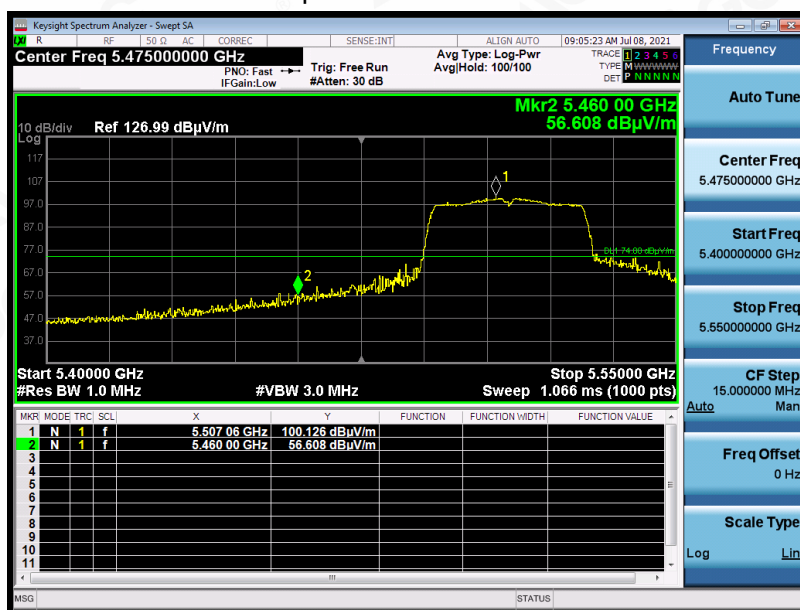 Keysight Spectrum Analyzer - Swept SA
LXI R RF 50 Ω AC CORREC SENSE:INT ALIGN AUTO 09:05:23 AM Jul 08, 2021
Center Freq 5.475000000 GHz
PNO: Fast
IFGain:Low
Trig: Free Run
#Atten: 30 dB
Avg Type: Log-Pwr
Avg|Hold: 100/100
TRACE 1 2 3 4 5 6
TYPE M WWWWW
DET P N N N N N
Mkr2 5.460 00 GHz
56.608 dBµV/m
10 dB/div Ref 126.99 dBµV/m
Log
117
107
97.0
87.0
77.0
67.0
57.0
47.0
37.0
1
2
DL1 74.00 dBµV/m
Start 5.40000 GHz Stop 5.55000 GHz
#Res BW 1.0 MHz #VBW 3.0 MHz Sweep 1.066 ms (1000 pts)
MKR MODE TRC SCL X Y FUNCTION FUNCTION WIDTH FUNCTION VALUE
1 N 1 f 5.507 06 GHz 100.126 dBµV/m
2 N 1 f 5.460 00 GHz 56.608 dBµV/m
3
4
5
6
7
8
9
10
11
MSG STATUS
Frequency
Auto Tune
Center Freq
5.475000000 GHz
Start Freq
5.400000000 GHz
Stop Freq
5.550000000 GHz
CF Step
15.000000 MHz
Auto Man
Freq Offset
0 Hz
Scale Type
Log Lin